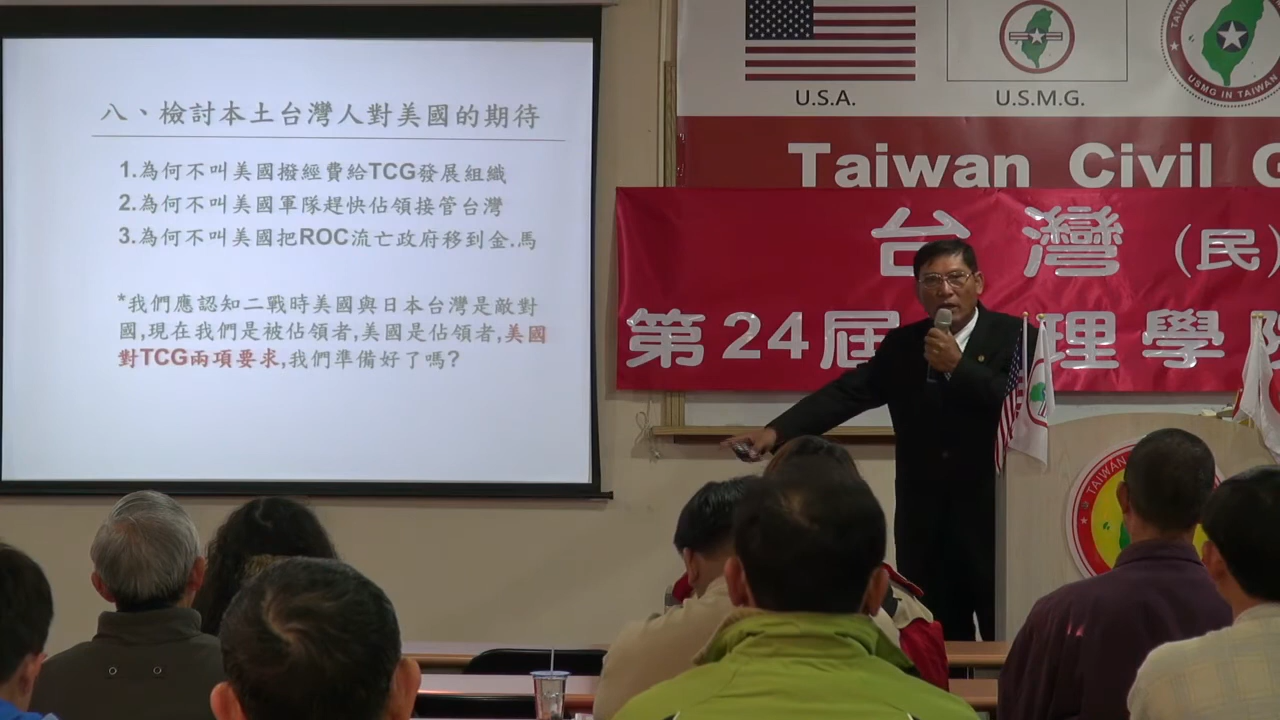 八、檢討本土台灣人對美國的期待
1.為何不叫美國撥經費給TCG發展組織
2.為何不叫美國軍隊趕快佔領接管台灣
3.為何不叫美國把ROC流亡政府移到金.馬
*我們應認知二戰時美國與日本台灣是敵對
國,現在我們是被佔領者,美國是佔領者,美國
對TCG兩項要求,我們準備好了嗎?
U.S.A.
U.S.M.G.
USMG IN TAIWAN
Taiwan Civil G
台灣(民)
第24屆 理學院
TAIWAN